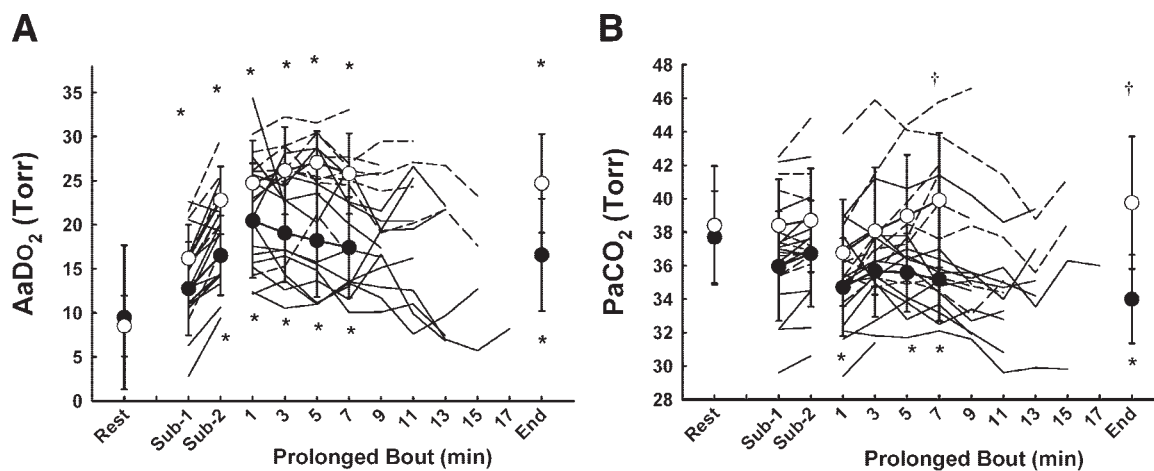 A
B
AaDO2 (Torr)
35
30
25
20
15
10
5
0
* * * * * * *
* * * * * *
Rest Sub-1 Sub-2 1 3 5 7 9 11 13 15 17 End
Prolonged Bout (min)
PaCO2 (Torr)
48
46
44
42
40
38
36
34
32
30
28
† †
* * * *
Rest Sub-1 Sub-2 1 3 5 7 9 11 13 15 17 End
Prolonged Bout (min)